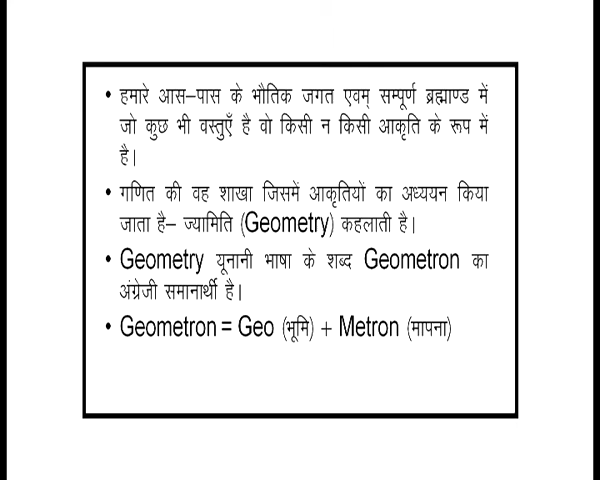 • हमारे आस–पास के भौतिक जगत एवम् सम्पूर्ण ब्रह्माण्ड में
जो कुछ भी वस्तुएँ है वो किसी न किसी आकृति के रूप में
है।
• गणित की वह शाखा जिसमें आकृतियों का अध्ययन किया
जाता है– ज्यामिति (Geometry) कहलाती है।
• Geometry यूनानी भाषा के शब्द Geometron का
अंग्रेजी समानार्थी है।
• Geometron = Geo (भूमि) + Metron (मापना)